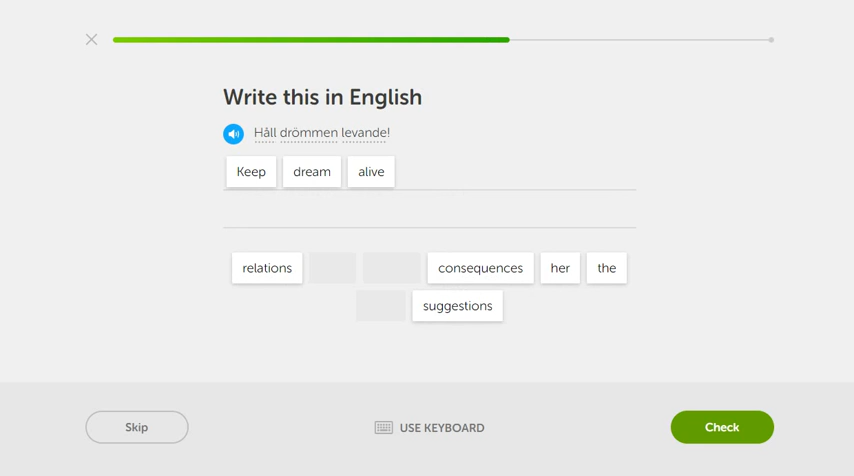 Write this in English
Håll drömmen levande!
Keep dream alive
relations consequences her the
suggestions
Skip USE KEYBOARD Check